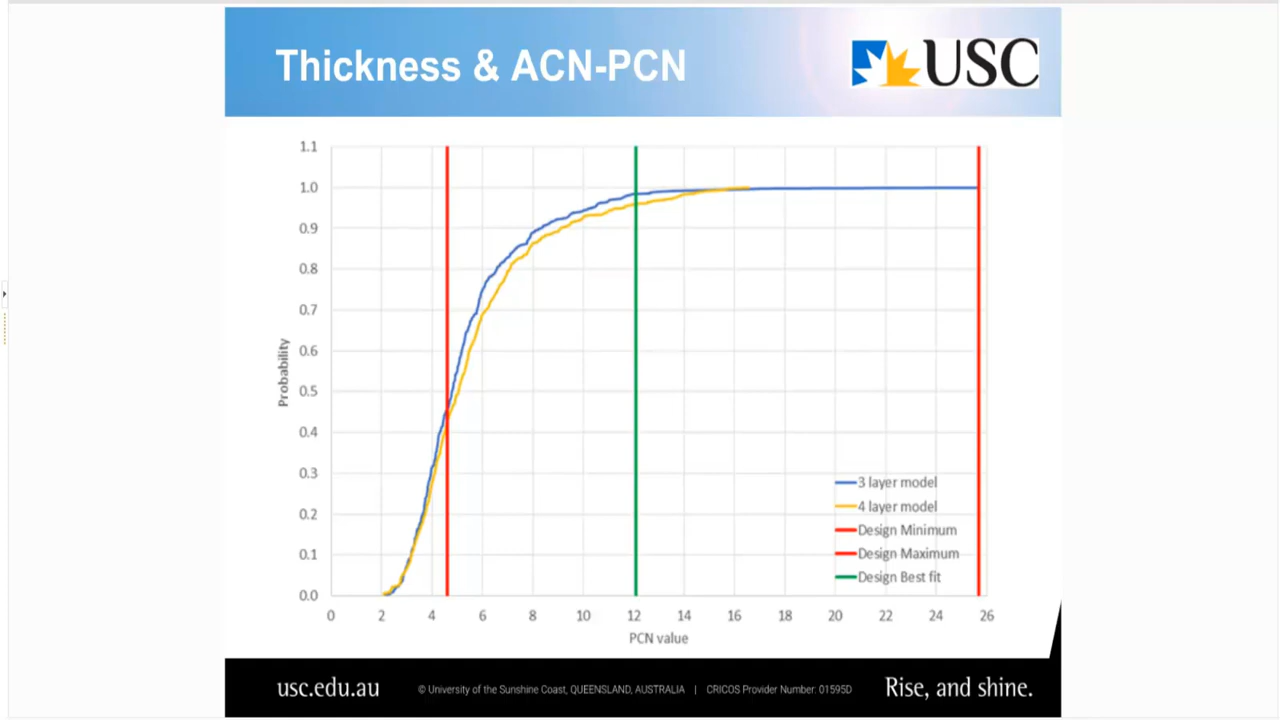 Thickness & ACN-PCN
USC
1.1
1.0
0.9
0.8
0.7
0.6
0.5
0.4
0.3
0.2
0.1
0.0
Probability
0 2 4 6 8 10 12 14 16 18 20 22 24 26
PCN value
3 layer model
4 layer model
Design Minimum
Design Maximum
Design Best fit
usc.edu.au
© University of the Sunshine Coast, QUEENSLAND, AUSTRALIA | CRICOS Provider Number: 01595D
Rise, and shine.